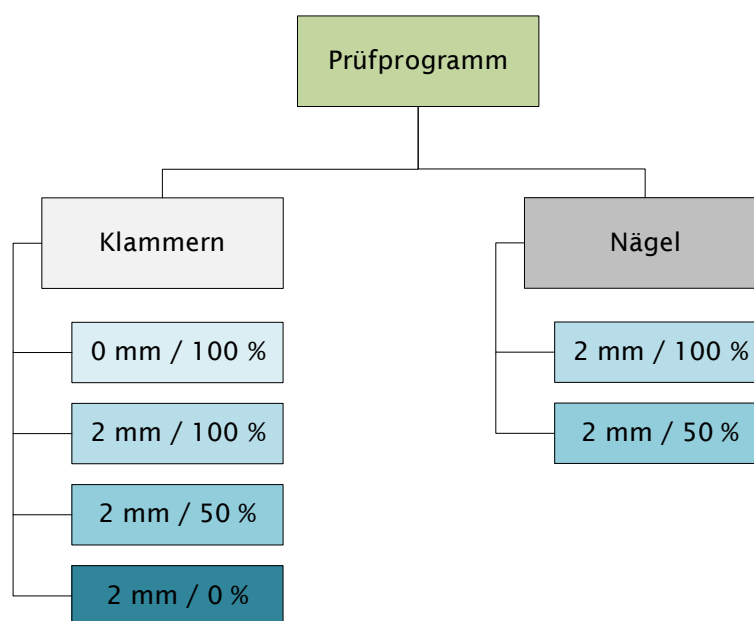 Prüfprogramm
Klammern
0 mm / 100 %
2 mm / 100 %
2 mm / 50 %
2 mm / 0 %
Nägel
2 mm / 100 %
2 mm / 50 %